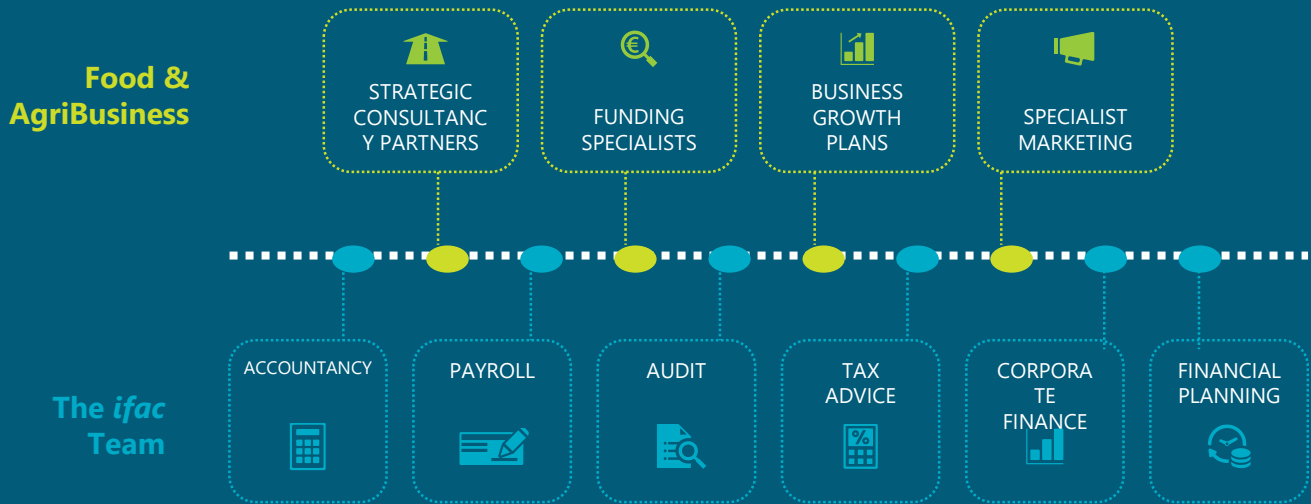 Food &
AgriBusiness
STRATEGIC
CONSULTANC
Y PARTNERS
FUNDING
SPECIALISTS
BUSINESS
GROWTH
PLANS
SPECIALIST
MARKETING
The ifac
Team
ACCOUNTANCY
PAYROLL
AUDIT
TAX
ADVICE
CORPORA
TE
FINANCE
FINANCIAL
PLANNING